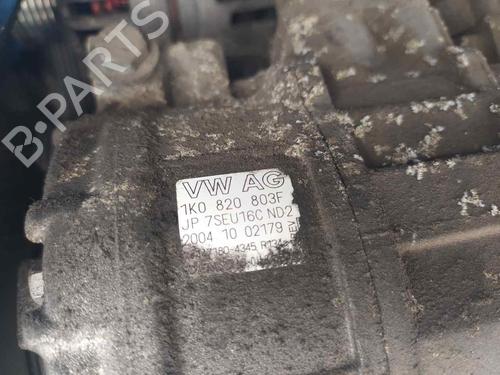 VW AG
1K0 820 803F
JP 7SEU16C ND2
2004 10 02179
B-PARTS